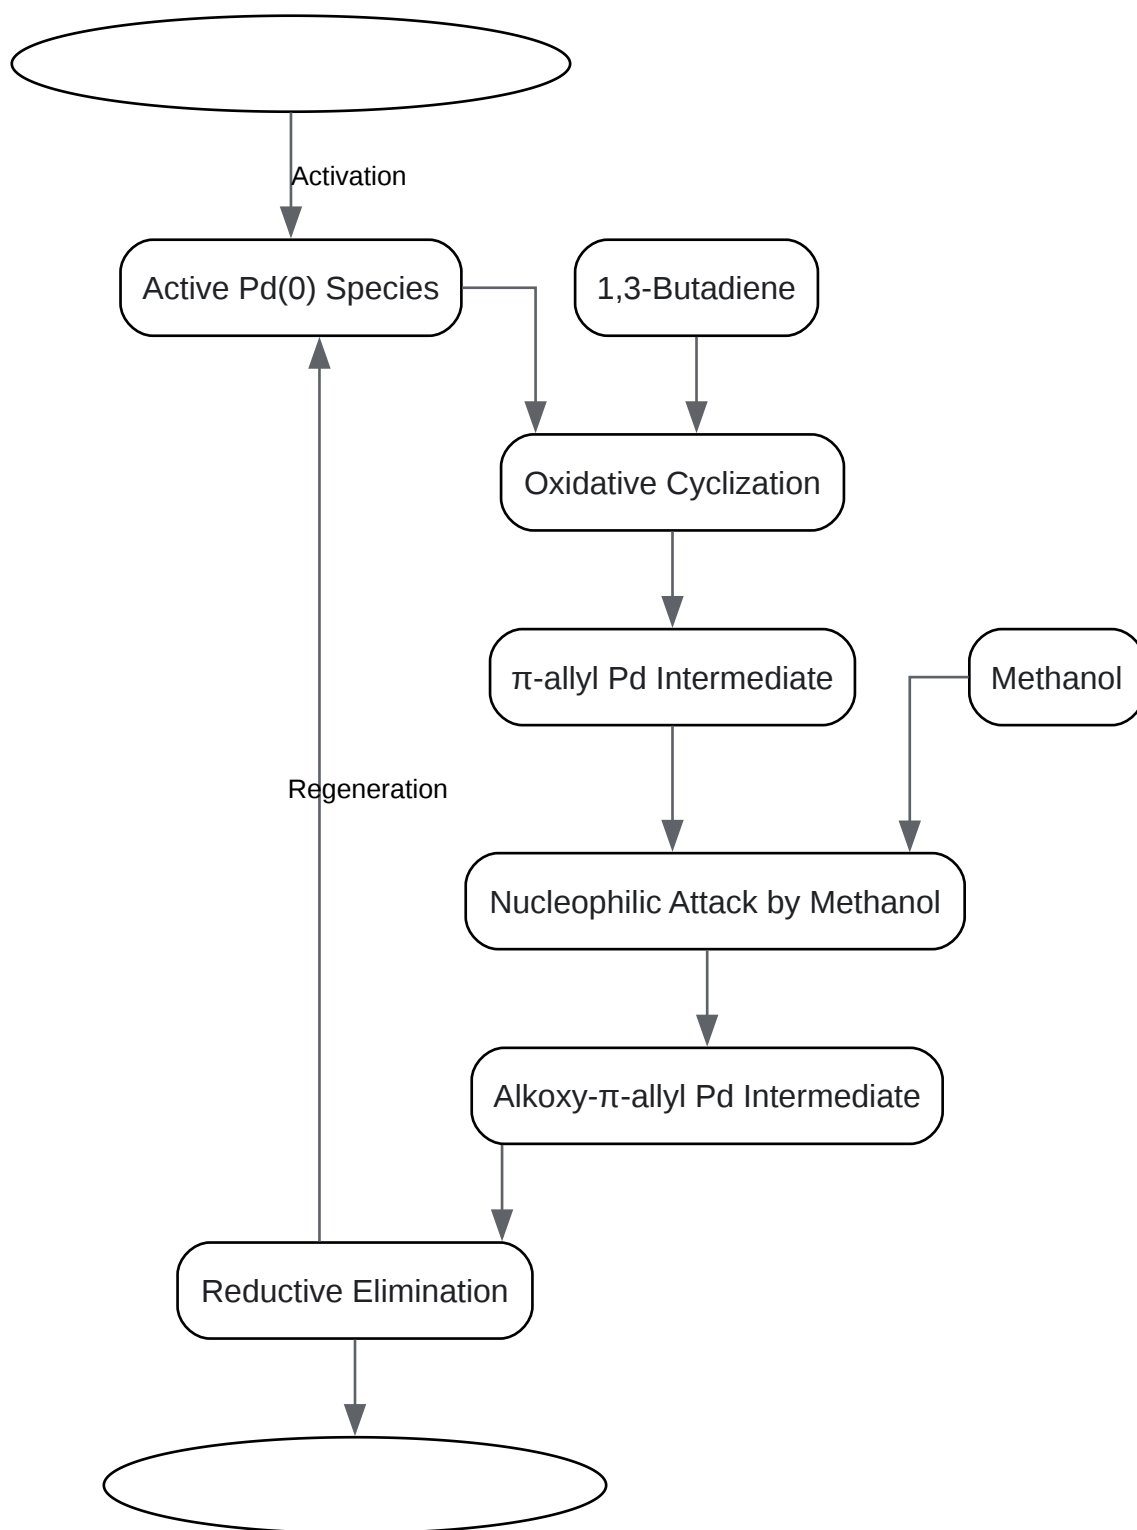 Activation
Active Pd(0) Species
1,3-Butadiene
Oxidative Cyclization
π-allyl Pd Intermediate
Methanol
Regeneration
Nucleophilic Attack by Methanol
Alkoxy-π-allyl Pd Intermediate
Reductive Elimination